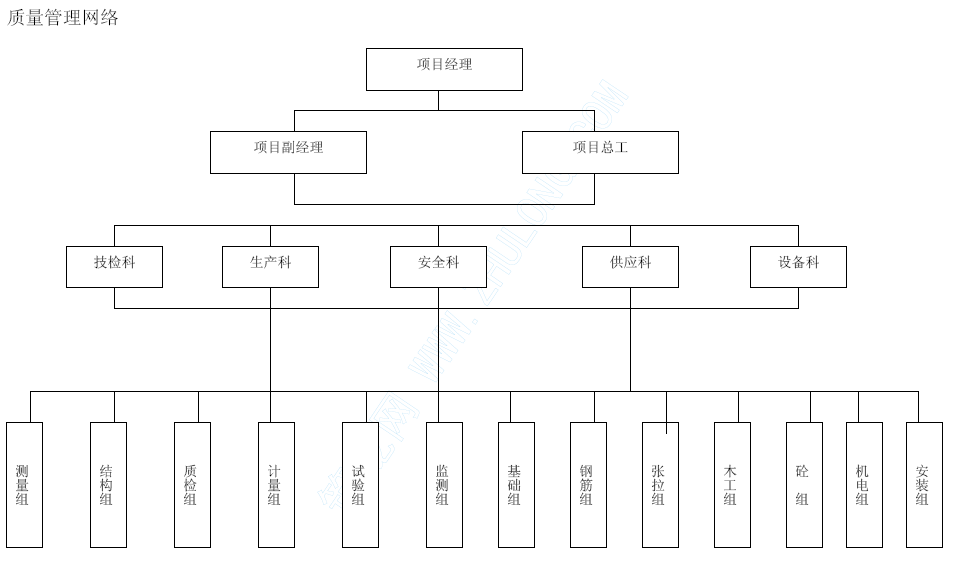 质量管理网络
项目经理
项目副经理
项目总工
技检科
生产科
安全科
供应科
设备科
测量组
结构组
质检组
计量组
试验组
监测组
基础组
钢筋组
张拉组
木工组
砼 组
机电组
安装组
WWW.ZHULONG.COM